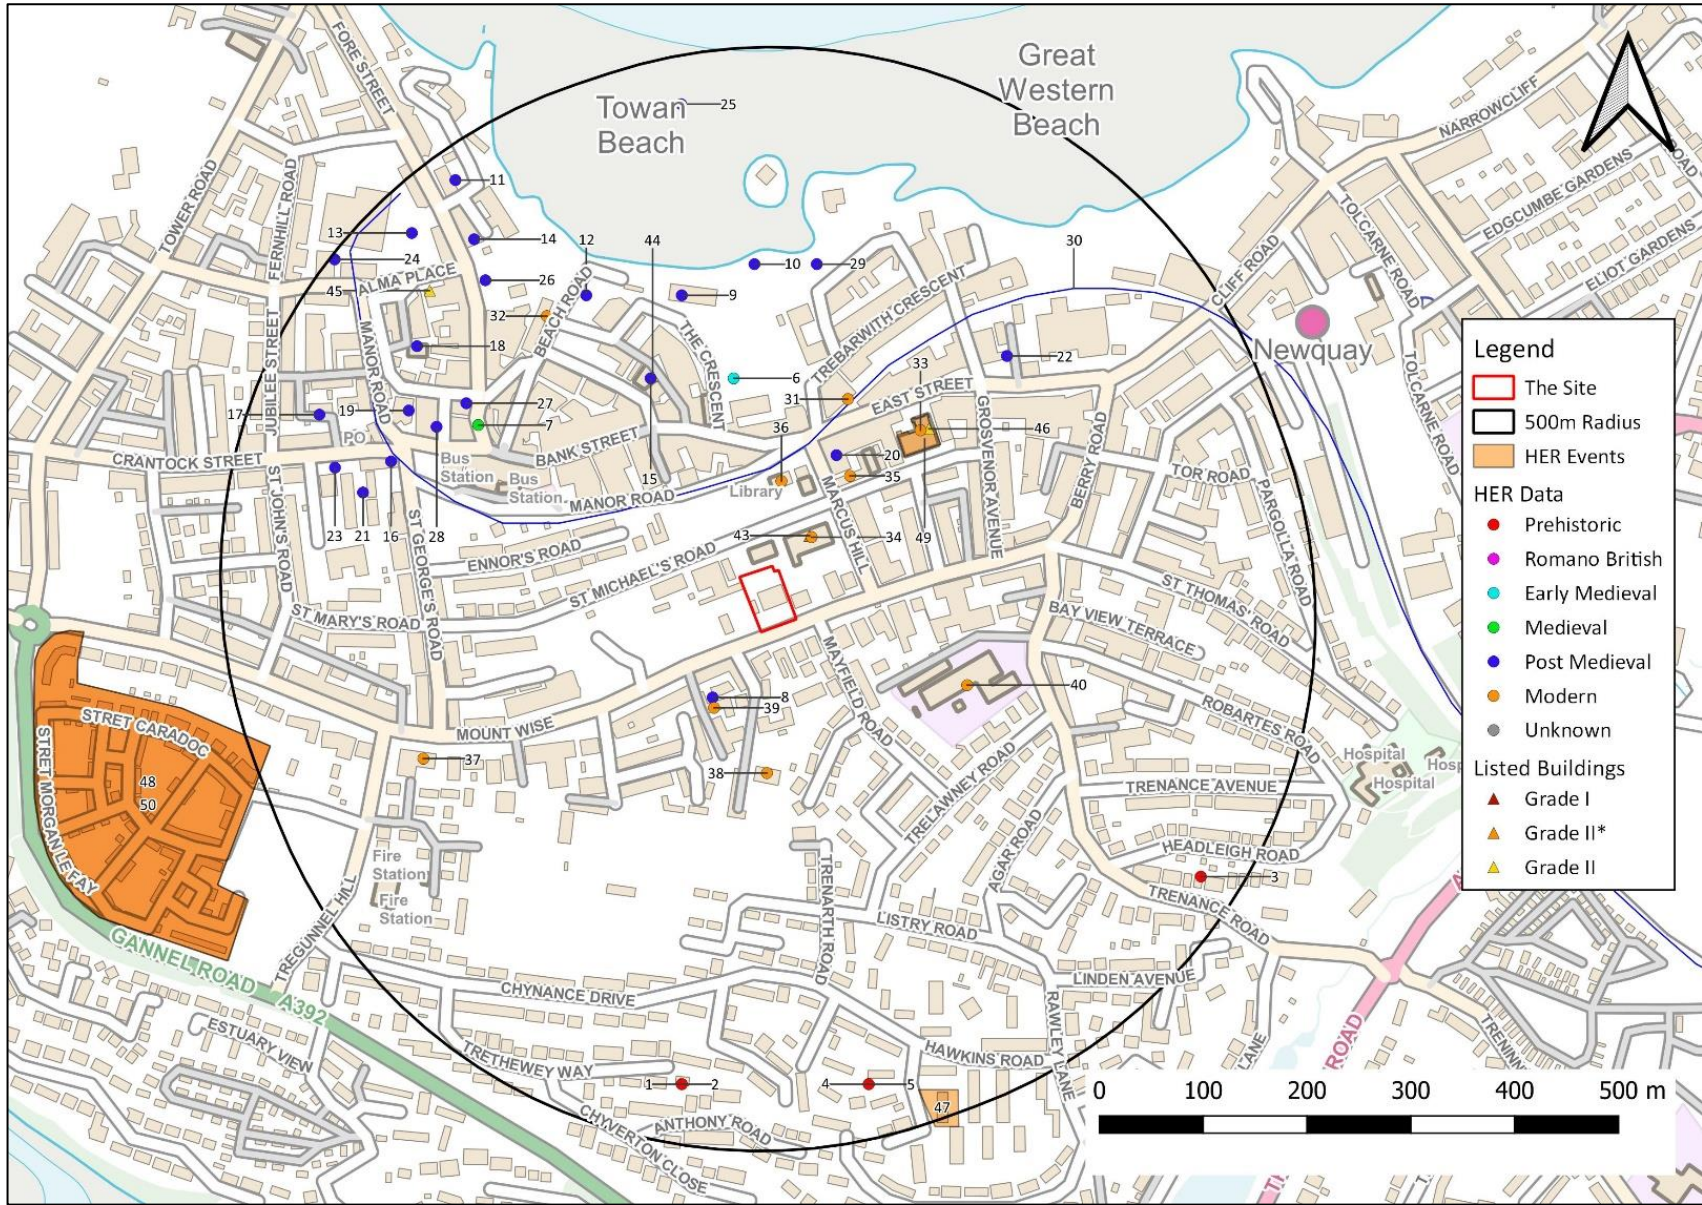 FORE STREET
Great
Western
Beach
Towan
Beach
25
NARROWCLIFF
ROAD
EDGCUMBE GARDENS
ELIOT GARDENS
TOLCARNE ROAD
TOWER ROAD
FERNHILL ROAD
11
13
14
12
44
10
29
30
24
ALMA PLACE
26
45
9
CLIFF ROAD
32
BEACH ROAD
THE CRESCENT
TREBARWITH CRESCENT
Newquay
JUBILEE STREET
MANOR ROAD
18
6
33
22
31
EAST STREET
TOLCARNE ROAD
17
19
27
7
36
46
GROSVENOR AVENUE
PO
CRANTOCK STREET
Bus
Station
BANK STREET
Bus
Station
15
Library
20
35
MARCUS HILL
BERRY ROAD
TOR ROAD
PARGOLLA ROAD
ST JOHN'S ROAD
MANOR ROAD
23
21
16
28
43
34
49
ENNOR'S ROAD
ST GEORGE'S ROAD
ST MICHAEL'S ROAD
ST MARY'S ROAD
ST THOMAS' ROAD
BAY VIEW TERRACE
MAYFIELD ROAD
40
8
39
ROBARTES ROAD
MOUNT WISE
STRET CARADOC
37
38
Hospital
Hospital
48
50
STRET MORGAN LE FAY
TRELAWNEY ROAD
TRENANCE AVENUE
AGAR ROAD
HEADLEIGH ROAD
3
Fire
Station
Fire
Station
TRENARTH ROAD
TRENANCE ROAD
LISTRY ROAD
TREGUNNEL HILL
GANNEL ROAD
A392
CHYNANCE DRIVE
LINDEN AVENUE
RAWLEY LANE
ESTUARY VIEW
HAWKINS ROAD
TRETHEWEY WAY
1
2
4
5
47
ANTHONY ROAD
CHYVERTON CLOSE
LANE
ROAD
Legend
The Site
500m Radius
HER Events
HER Data
Prehistoric
Romano British
Early Medieval
Medieval
Post Medieval
Modern
Unknown
Listed Buildings
Grade I
Grade II*
Grade II
0 100 200 300 400 500 m